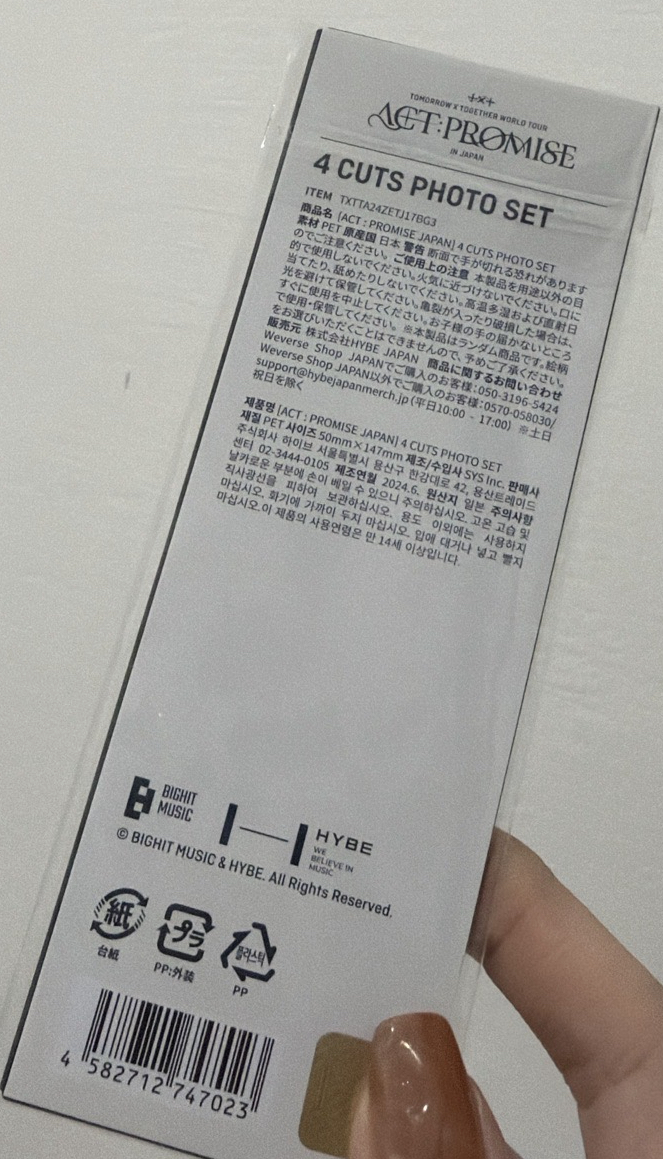 TOMORROW X TOGETHER WORLD TOUR
ACT:PROMISE
IN JAPAN
4 CUTS PHOTO SET
ITEM TXTTA24ZETJ17BG3
商品名 [ACT : PROMISE JAPAN] 4 CUTS PHOTO SET
素材 PET 原産国 日本 警告 断面で手が切れる恐れがあります
のでご注意ください。 ご使用上の注意 本製品を用途以外の目
的で使用しないでください。火気に近づけないでください。口に
当てたり、舐めたりしないでください。高温多湿および直射日
光を避けて保管してください。亀裂が入ったり破損した場合は、
すぐに使用を中止してください。お子様の手の届かないところ
で使用・保管してください。 ※本製品はランダム商品です。絵柄
をお選びいただくことはできませんので、予めご了承ください。
販売元 株式会社HYBE JAPAN 商品に関するお問い合わせ
Weverse Shop JAPANでご購入のお客様：050-3196-5424
Weverse Shop JAPAN以外でご購入のお客様：0570-058030/
support@hybejapanmerch.jp (平日10:00 - 17:00) ※土日
祝日を除く
제품명 [ACT : PROMISE JAPAN] 4 CUTS PHOTO SET
재질 PET 사이즈 50mm×147mm 제조/수입사 SYS Inc. 판매사
주식회사 하이브 서울특별시 용산구 한강대로 42, 용산트레이드
센터 02-3444-0105 제조연월 2024.6. 원산지 일본 주의사항
날카로운 부분에 손이 베일 수 있으니 주의하십시오. 고온 고습 및
직사광선을 피하여 보관하십시오. 용도 이외에는 사용하지
마십시오. 화기에 가까이 두지 마십시오. 입에 대거나 넣고 빨지
마십시오. 이 제품의 사용연령은 만 14세 이상입니다.
BIGHIT
MUSIC
HYBE
WE
BELIEVE IN
MUSIC
© BIGHIT MUSIC & HYBE. All Rights Reserved.
紙 プラ 플라스틱
台紙 PP:外装 PP
4 582712 747023